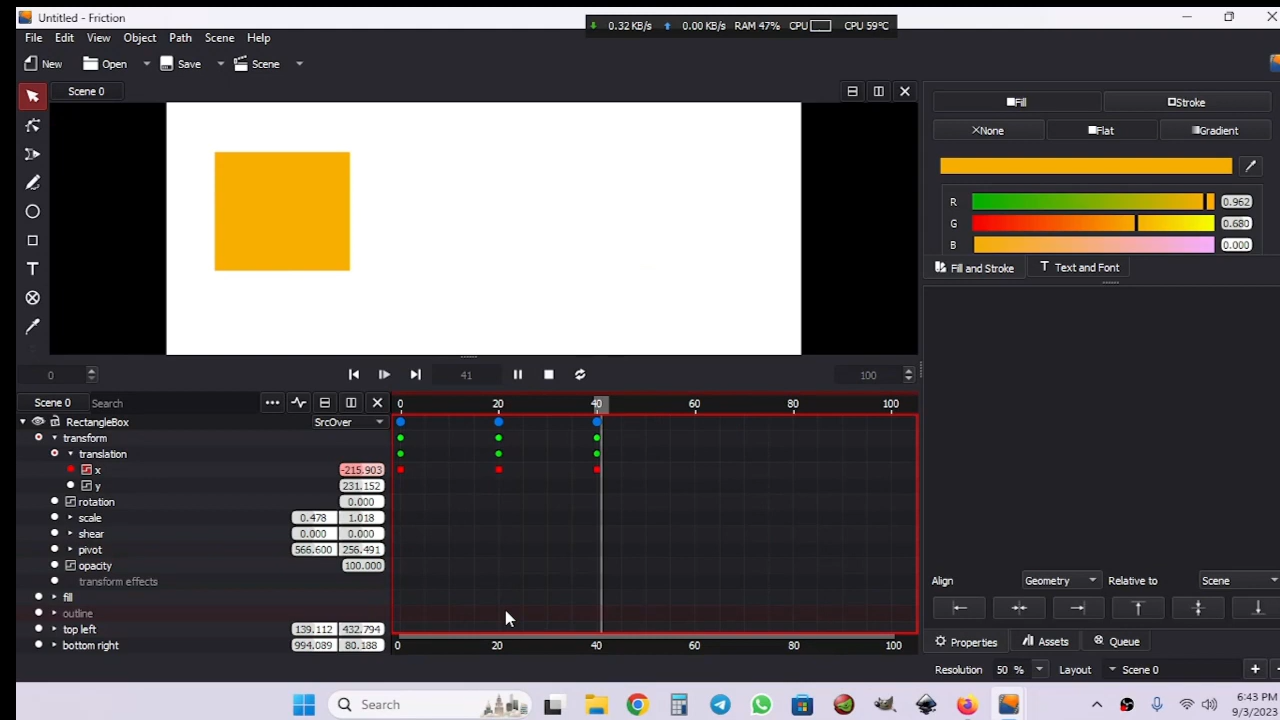 Untitled - Friction
0.32 KB/s 0.00 KB/s RAM 47% CPU CPU 59°C
File Edit View Object Path Scene Help
New Open Save Scene
Scene 0
Fill Stroke
None Flat Gradient
R 0.962
G 0.680
B 0.000
Fill and Stroke T Text and Font
0 41 100
Scene 0 Search 0 20 40 60 80 100
RectangleBox SrcOver
transform
translation
x -215.903
y 231.152
rotation 0.000
scale 0.478 1.018
shear 0.000 0.000
pivot 566.600 256.491
opacity 100.000
transform effects
fill
outline
top left 139.112 432.794
bottom right 994.089 80.188
0 20 40 60 80 100
Align Geometry Relative to Scene
Properties Assets Queue
Resolution 50 % Layout Scene 0
Search
6:43 PM
9/3/2023